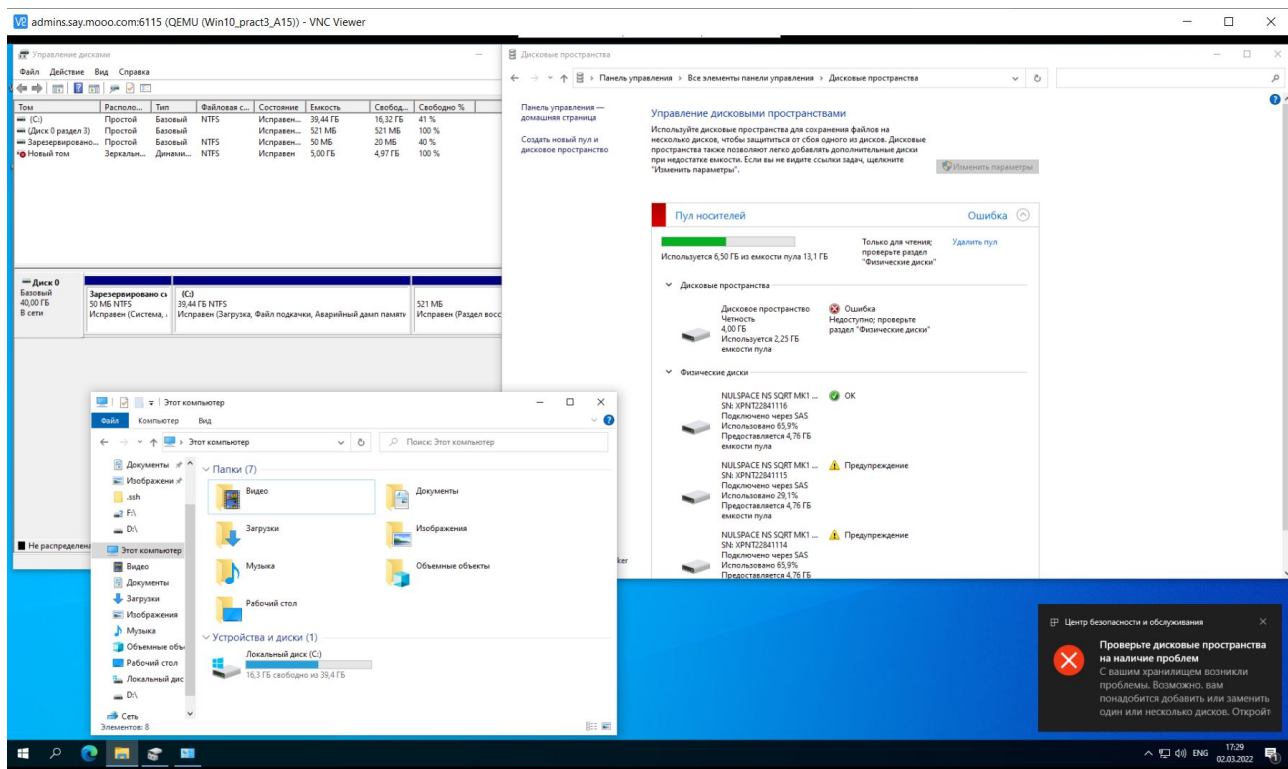 admins.say.mooo.com:6115 (QEMU (Win10_pract3_A15)) - VNC Viewer
Управление дисками
Файл Действие Вид Справка
Том Располо... Тип Файловая с... Состояние Емкость Свобод... Свободно %
(C:) Простой Базовый NTFS Исправен... 39,44 ГБ 16,32 ГБ 41 %
(Диск 0 раздел 3) Простой Базовый Исправен... 521 МБ 521 МБ 100 %
Зарезервировано... Простой Базовый NTFS Исправен... 50 МБ 20 МБ 40 %
Новый том Зеркальн... Динами... NTFS Исправен 5,00 ГБ 4,97 ГБ 100 %
Диск 0
Базовый
40,00 ГБ
В сети
Зарезервировано си
50 МБ NTFS
Исправен (Система, .
(C:)
39,44 ГБ NTFS
Исправен (Загрузка, Файл подкачки, Аварийный дамп памяти
521 МБ
Исправен (Раздел восс
Не распределена
Дисковые пространства
Панель управления › Все элементы панели управления › Дисковые пространства
Панель управления —
домашняя страница
Создать новый пул и
дисковое пространство
ker
Управление дисковыми пространствами
Используйте дисковые пространства для сохранения файлов на
несколько дисков, чтобы защититься от сбоя одного из дисков. Дисковые
пространства также позволяют легко добавлять дополнительные диски
при недостатке емкости. Если вы не видите ссылки задач, щелкните
"Изменить параметры".
Изменить параметры
Пул носителей Ошибка
Используется 6,50 ГБ из емкости пула 13,1 ГБ
Только для чтения;
проверьте раздел
"Физические диски"
Удалить пул
Дисковые пространства
Дисковое пространство
Четность
4,00 ГБ
Используется 2,25 ГБ
емкости пула
Ошибка
Недоступно; проверьте
раздел "Физические диски"
Физические диски
NULSPACE NS SQRT MK1 ... OK
SN: XPNT22841116
Подключено через SAS
Использовано 65,9%
Предоставляется 4,76 ГБ
емкости пула
NULSPACE NS SQRT MK1 ... Предупреждение
SN: XPNT22841115
Подключено через SAS
Использовано 29,1%
Предоставляется 4,76 ГБ
емкости пула
NULSPACE NS SQRT MK1 ... Предупреждение
SN: XPNT22841114
Подключено через SAS
Использовано 65,9%
Предоставляется 4,76 ГБ
Этот компьютер
Файл Компьютер Вид
Этот компьютер
Поиск: Этот компьютер
Документы
Изображени
.ssh
F:\
D:\
Этот компьютер
Видео
Документы
Загрузки
Изображения
Музыка
Объемные объ
Рабочий стол
Локальный дис
D:\
Сеть
Папки (7)
Видео
Документы
Загрузки
Изображения
Музыка
Объемные объекты
Рабочий стол
Устройства и диски (1)
Локальный диск (C:)
16,3 ГБ свободно из 39,4 ГБ
Элементов: 8
Центр безопасности и обслуживания
Проверьте дисковые пространства
на наличие проблем
С вашим хранилищем возникли
проблемы. Возможно, вам
понадобится добавить или заменить
один или несколько дисков. Откройт
ENG
17:29
02.03.2022